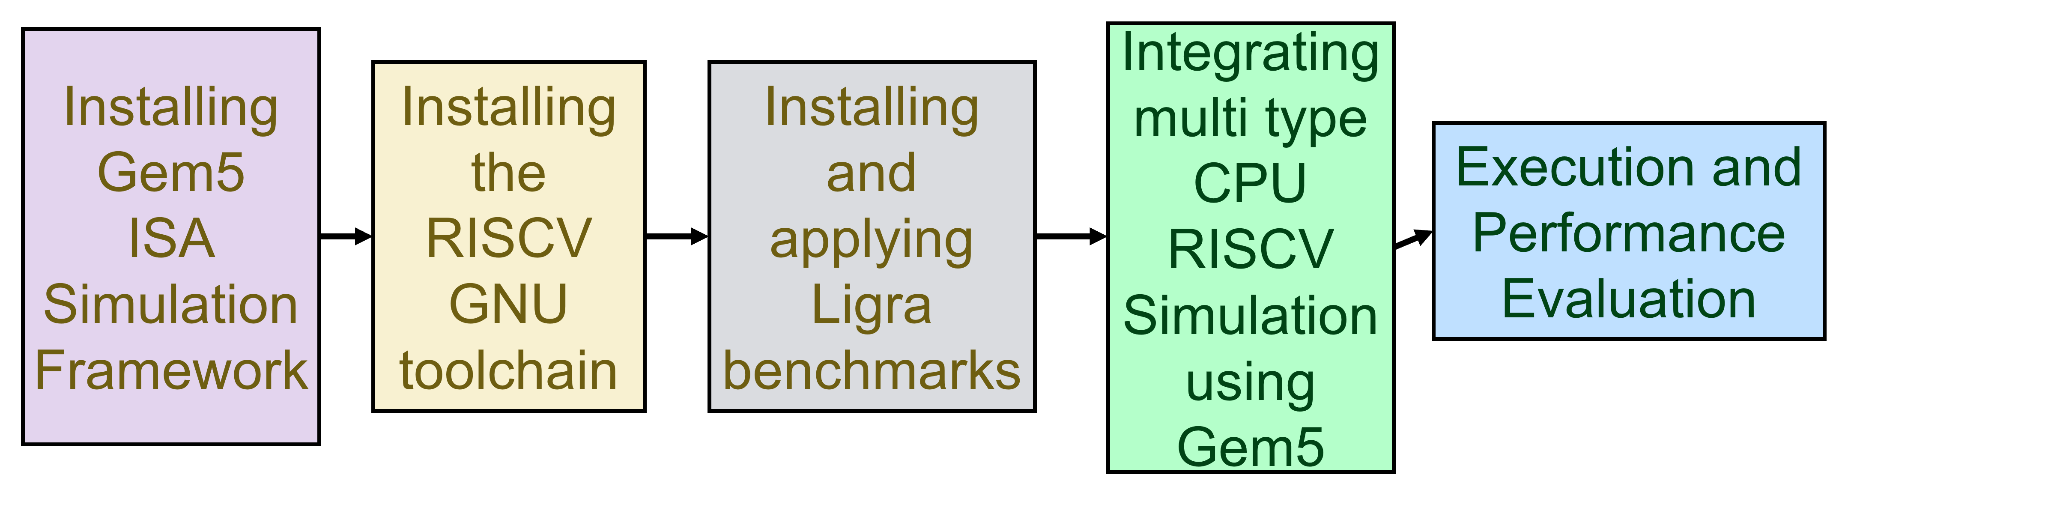 Installing
Gem5
ISA
Simulation
Framework
Installing
the
RISCV
GNU
toolchain
Installing
and
applying
Ligra
benchmarks
Integrating
multi type
CPU
RISCV
Simulation
using
Gem5
Execution and
Performance
Evaluation